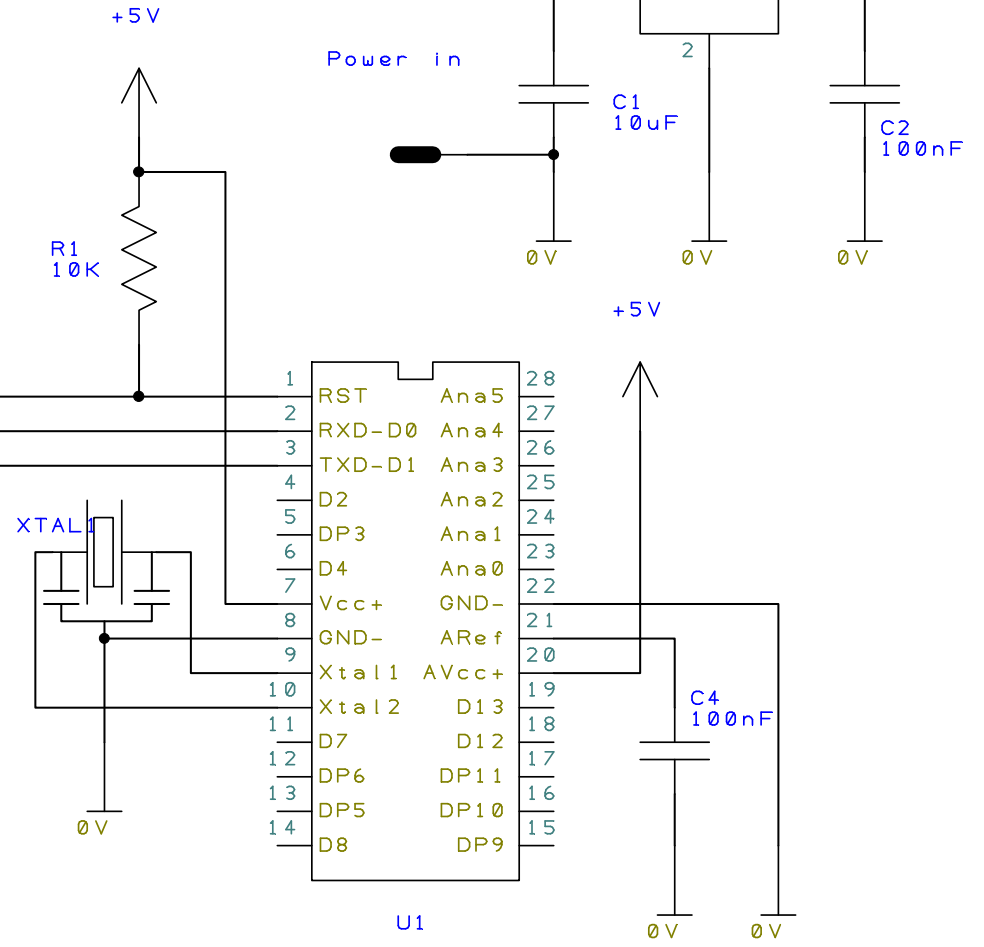 +5V
Power in
2
C1
10uF
C2
100nF
R1
10K
0V
0V
0V
+5V
1
RST
Ana5
28
2
RXD-D0
Ana4
27
3
TXD-D1
Ana3
26
4
D2
Ana2
25
5
DP3
Ana1
24
XTAL1
6
D4
Ana0
23
7
Vcc+
GND-
22
8
GND-
ARef
21
9
Xtal1
AVcc+
20
10
Xtal2
D13
19
C4
100nF
11
D7
D12
18
12
DP6
DP11
17
13
DP5
DP10
16
14
D8
DP9
15
0V
U1
0V
0V